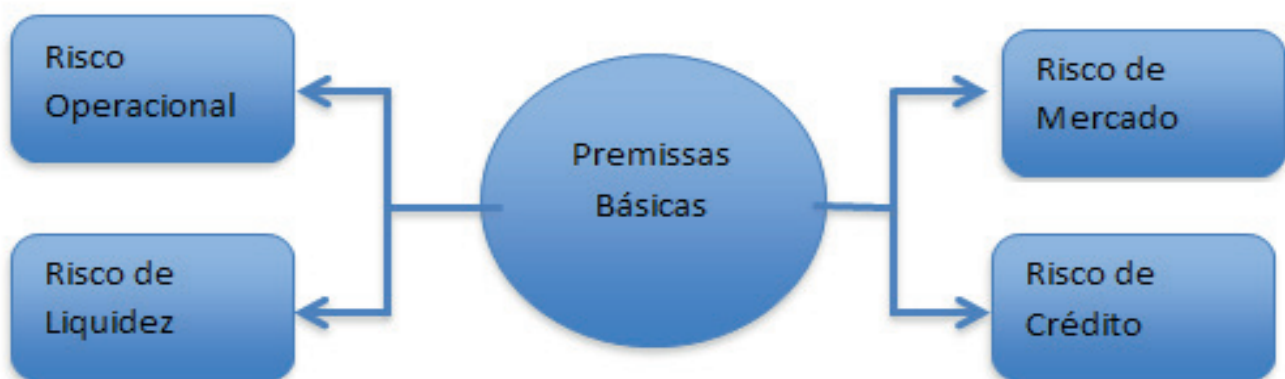 Risco
Operacional
Risco de
Liquidez
Premissas
Básicas
Risco de
Mercado
Risco de
Crédito